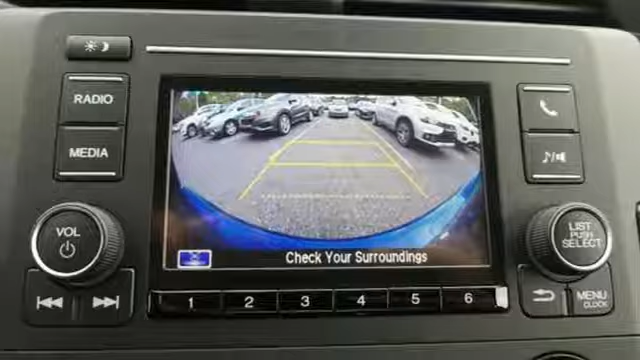 RADIO
MEDIA
VOL
LIST
PUSH
SELECT
Check Your Surroundings
1 2 3 4 5 6
MENU
CLOCK